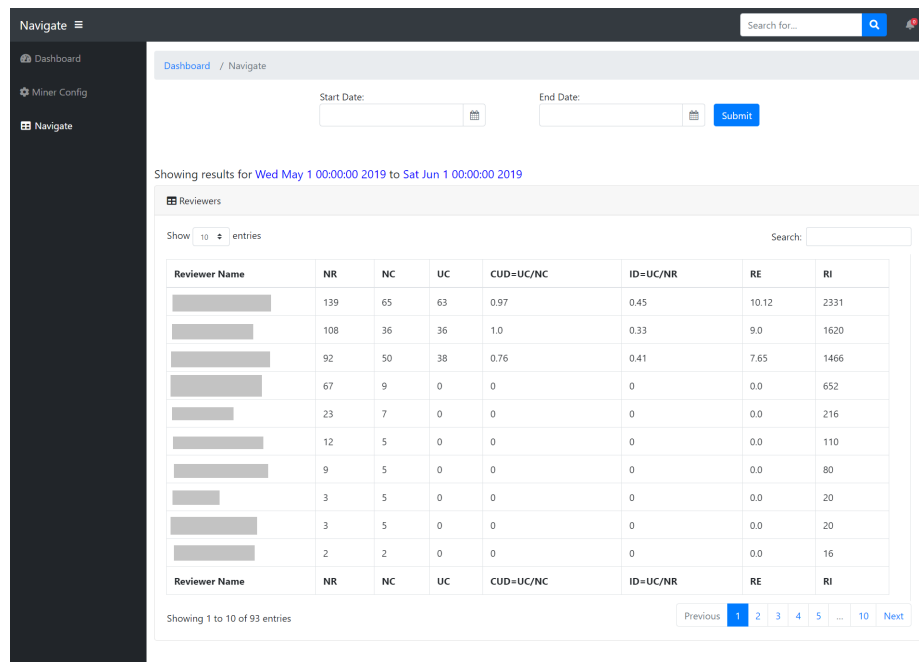 Navigate
Search for...
Dashboard
Miner Config
Navigate
Dashboard / Navigate
Start Date:
End Date:
Submit
Showing results for Wed May 1 00:00:00 2019 to Sat Jun 1 00:00:00 2019
Reviewers
Show 10 entries
Search:
Reviewer Name NR NC UC CUD=UC/NC ID=UC/NR RE RI
139 65 63 0.97 0.45 10.12 2331
108 36 36 1.0 0.33 9.0 1620
92 50 38 0.76 0.41 7.65 1466
67 9 0 0 0 0.0 652
23 7 0 0 0 0.0 216
12 5 0 0 0 0.0 110
9 5 0 0 0 0.0 80
3 5 0 0 0 0.0 20
3 5 0 0 0 0.0 20
2 2 0 0 0 0.0 16
Reviewer Name NR NC UC CUD=UC/NC ID=UC/NR RE RI
Showing 1 to 10 of 93 entries
Previous 1 2 3 4 5 ... 10 Next